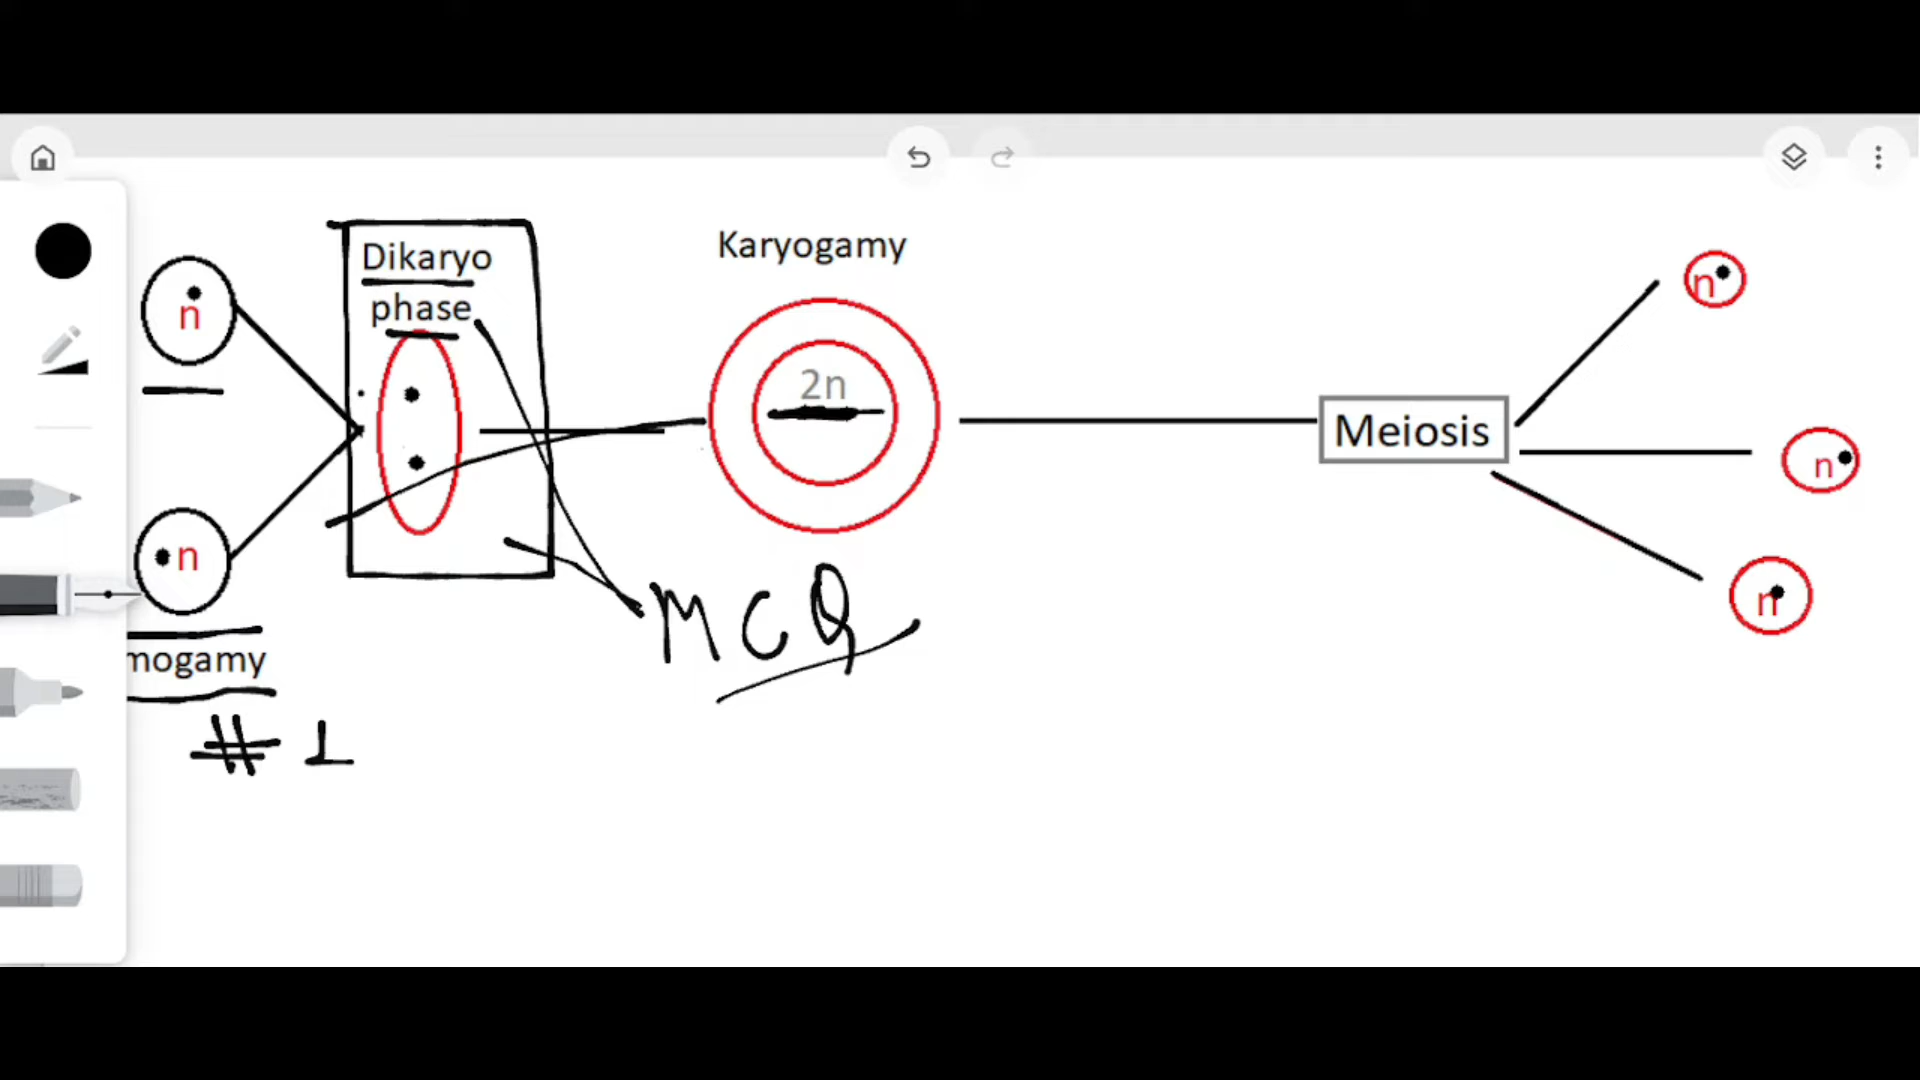 n
n
mogamy
# 1
Dikaryo
phase
Karyogamy
2n
MCQ
Meiosis
n
n
n